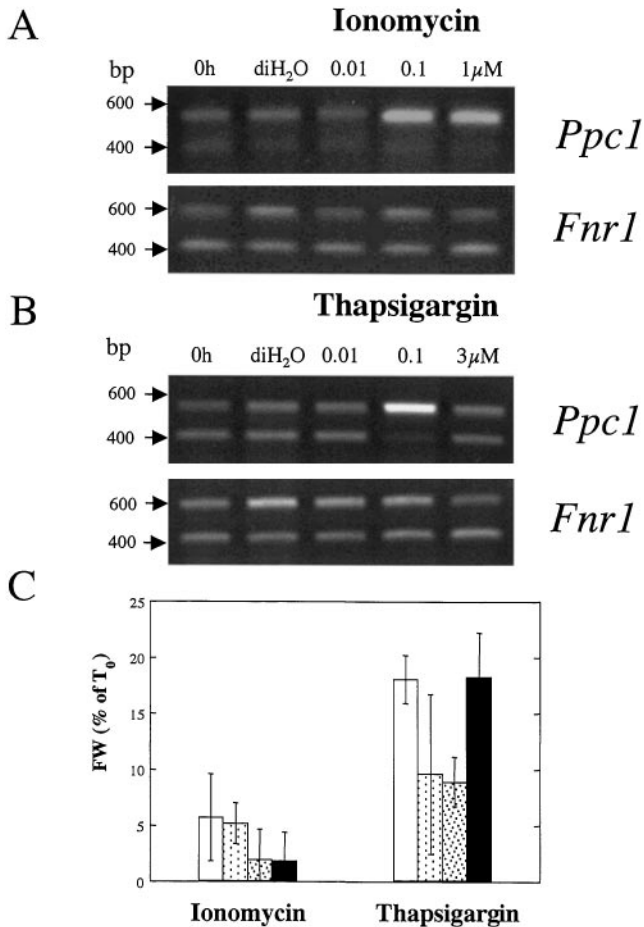 A
Ionomycin
bp 0h diH₂O 0.01 0.1 1µM
600
400
Ppc1
600
400
Fnr1
B
Thapsigargin
bp 0h diH₂O 0.01 0.1 3µM
600
400
Ppc1
600
400
Fnr1
C
25
20
15
10
5
0
FW (% of T₀)
Ionomycin Thapsigargin